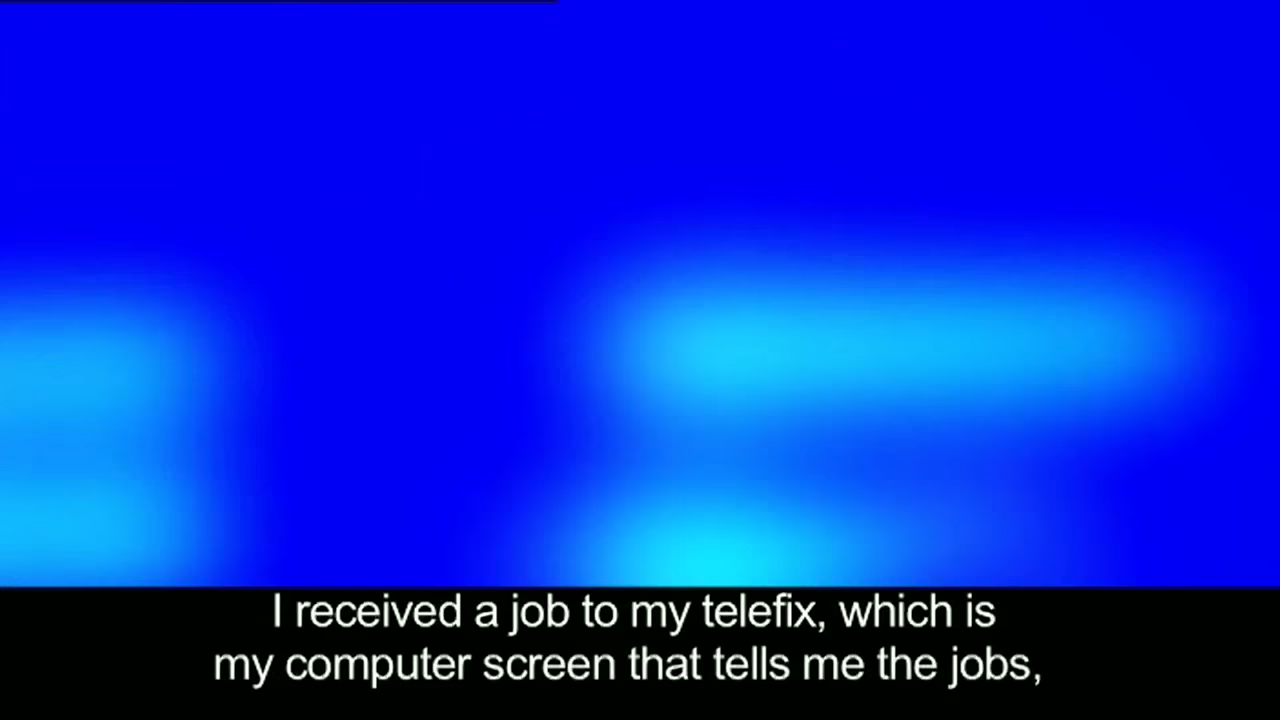 I received a job to my telefix, which is
my computer screen that tells me the jobs,